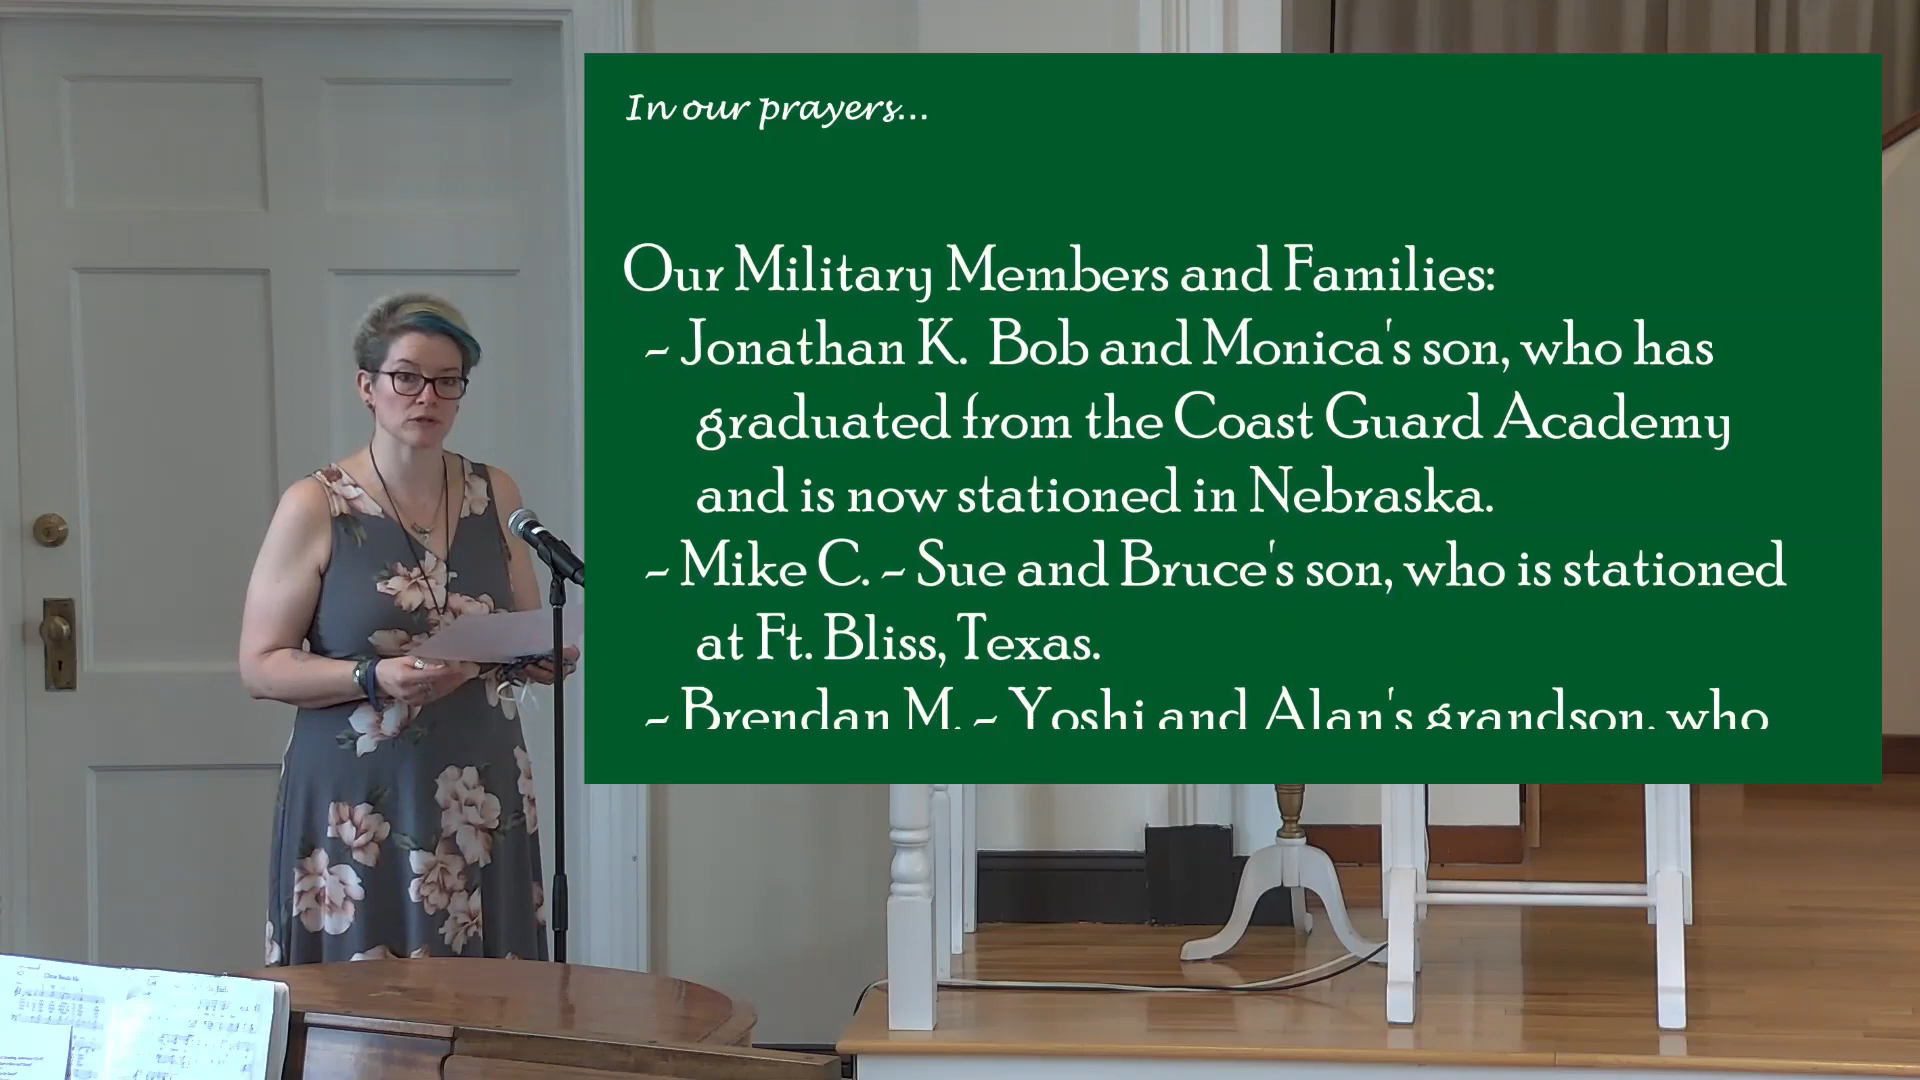 In our prayers...
Our Military Members and Families:
- Jonathan K.  Bob and Monica's son, who has
graduated from the Coast Guard Academy
and is now stationed in Nebraska.
- Mike C. - Sue and Bruce's son, who is stationed
at Ft. Bliss, Texas.
- Brendan M. - Yoshi and Alan's grandson, who